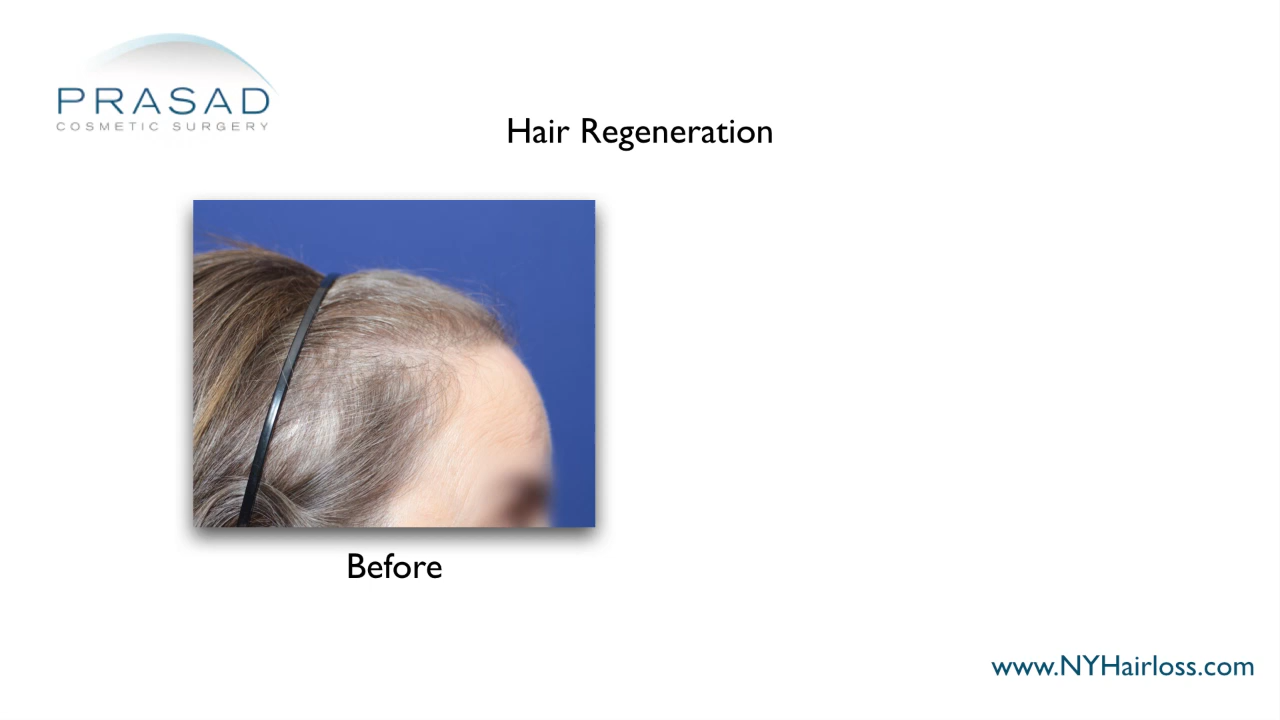 PRASAD
COSMETIC SURGERY
Hair Regeneration
Before
www.NYHairloss.com